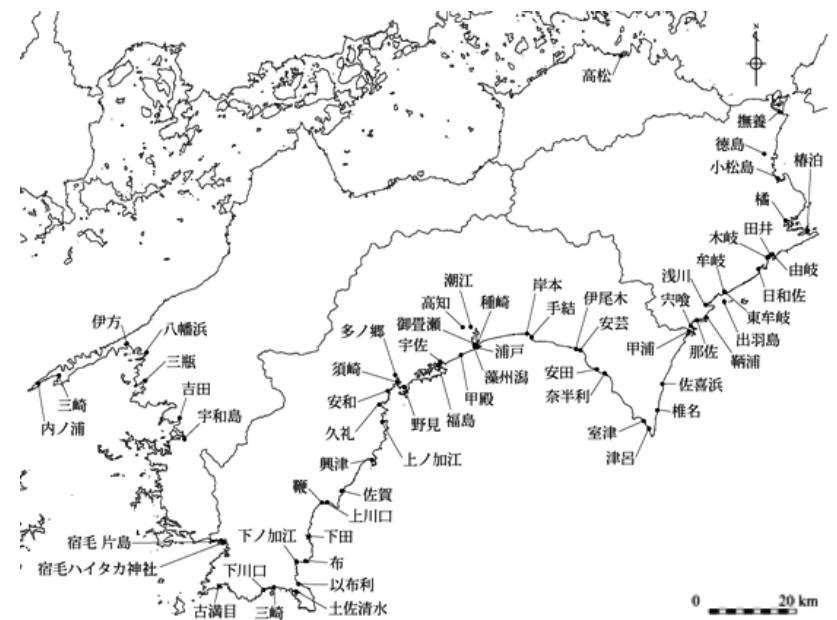 N
高松
撫養
徳島
小松島
椿泊
橘
田井
木岐
牟岐
由岐
浅川
宍喰
日和佐
東牟岐
出羽島
鞆浦
那佐
甲浦
佐喜浜
椎名
室津
津呂
岸本
手結
伊尾木
安芸
安田
奈半利
潮江
高知
種崎
御畳瀬
浦戸
宇佐
藻州潟
甲殿
福島
多ノ郷
須崎
安和
野見
久礼
上ノ加江
興津
佐賀
鞭
上川口
下田
下ノ加江
布
以布利
土佐清水
下川口
三崎
古満目
宿毛 片島
宿毛ハイタカ神社
伊方
八幡浜
三瓶
吉田
宇和島
三崎
内ノ浦
0 20 km